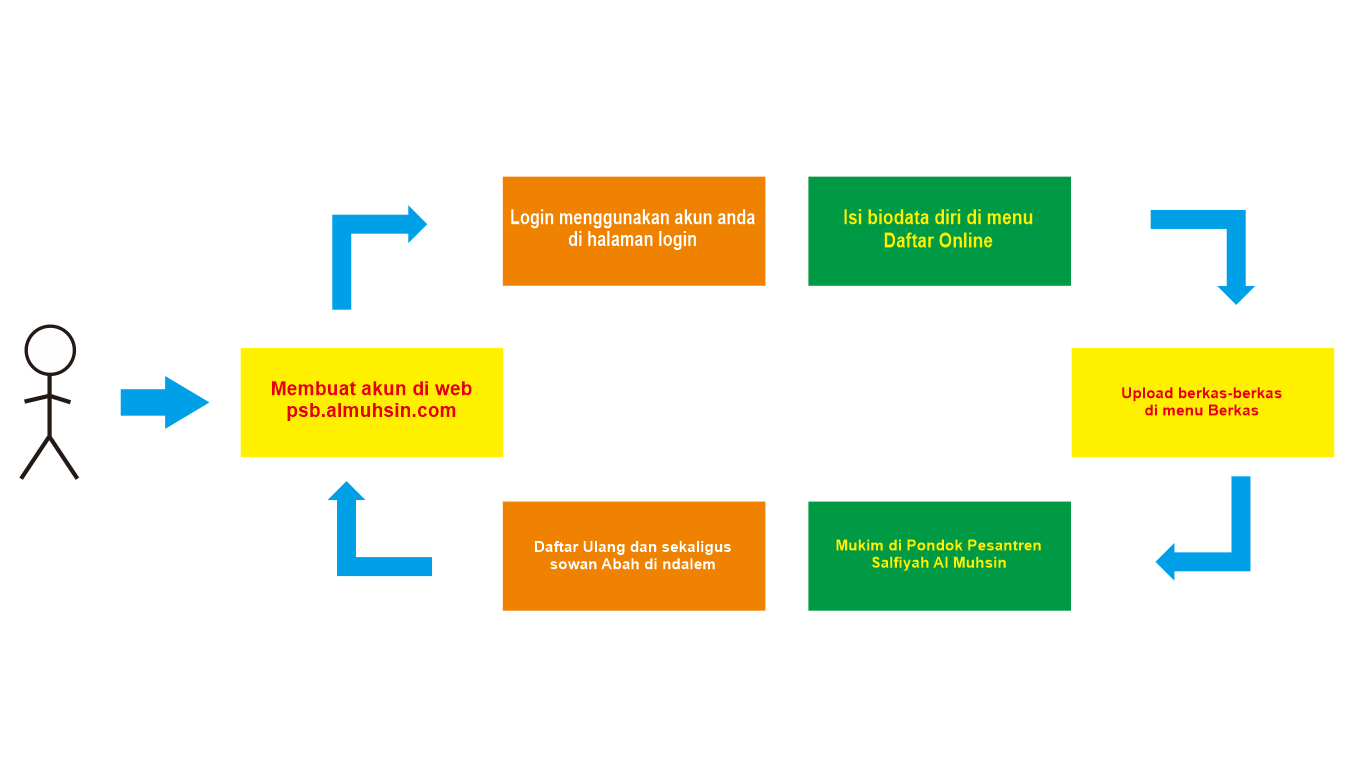 Login menggunakan akun anda
di halaman login
Isi biodata diri di menu
Daftar Online
Membuat akun di web
psb.almuhsin.com
Upload berkas-berkas
di menu Berkas
Daftar Ulang dan sekaligus
sowan Abah di ndalem
Mukim di Pondok Pesantren
Salfiyah Al Muhsin